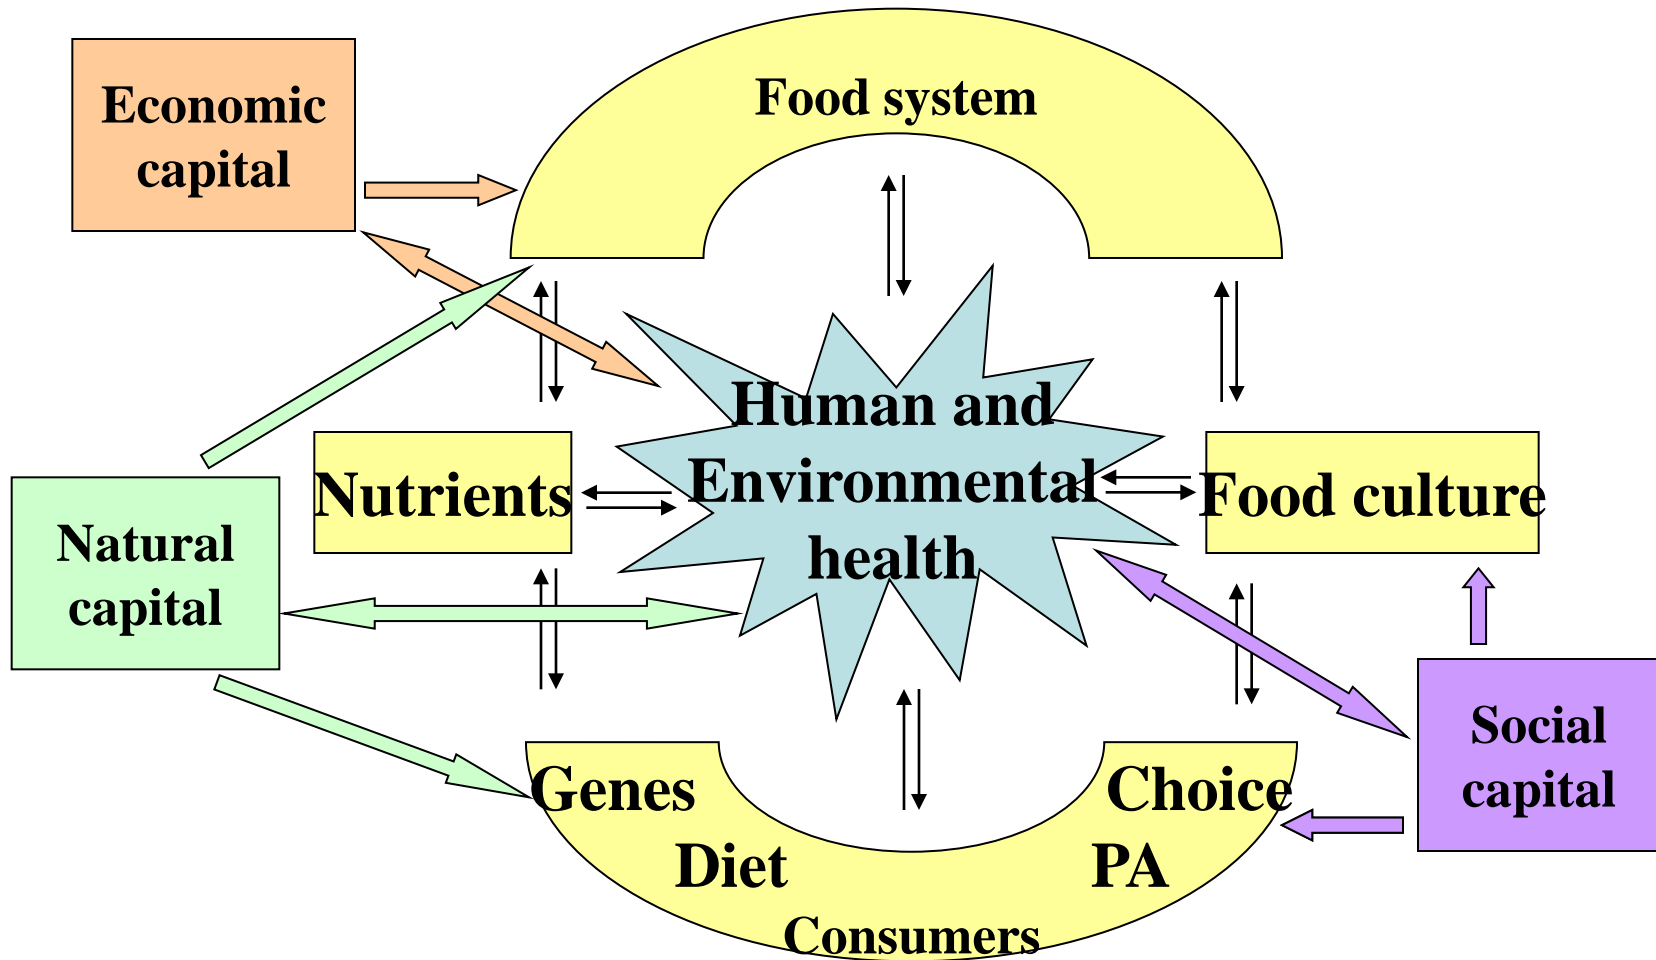 Economic
capital
Food system
Human and
Environmental
health
Nutrients
Food culture
Natural
capital
Social
capital
Genes
Choice
Diet
PA
Consumers